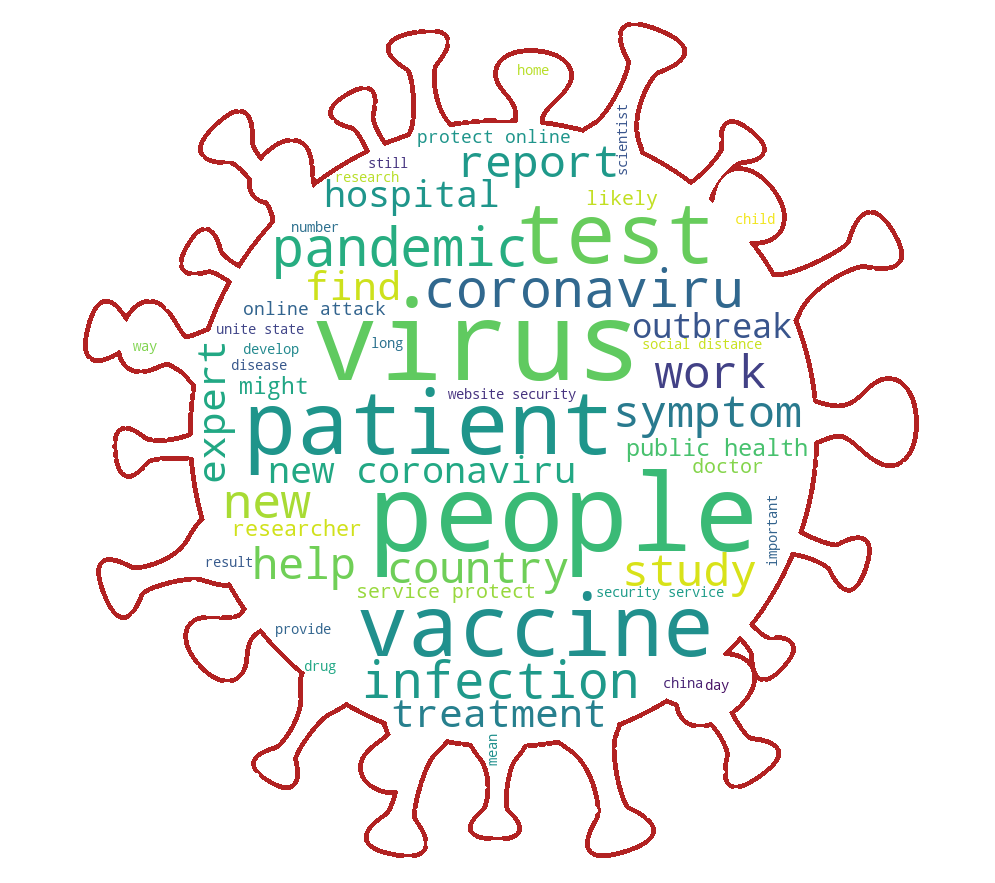 home
scientist
protect online
report
still
research
hospital
likely
test
child
number
pandemic
find
coronaviru
online attack
virus
outbreak
unite state
long
social distance
way
develop
disease
might
work
expert
website security
patient
symptom
public health
new coronaviru
doctor
people
new
important
researcher
help
country
study
result
service protect
security service
vaccine
provide
drug
infection
china
day
treatment
mean